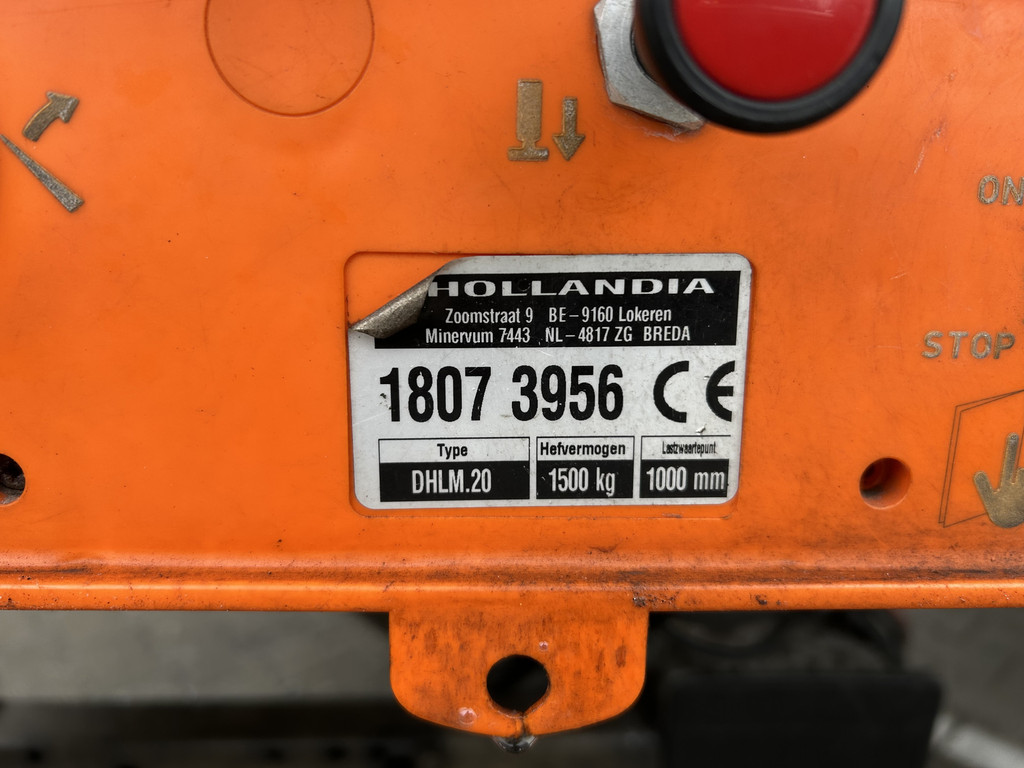 ON
HOLLANDIA
Zoomstraat 9 BE-9160 Lokeren
Minervum 7443 NL-4817 ZG BREDA
STOP
1807 3956 CE
Type Hefvermogen Lastzwaartepunt
DHLM.20 1500 kg 1000 mm